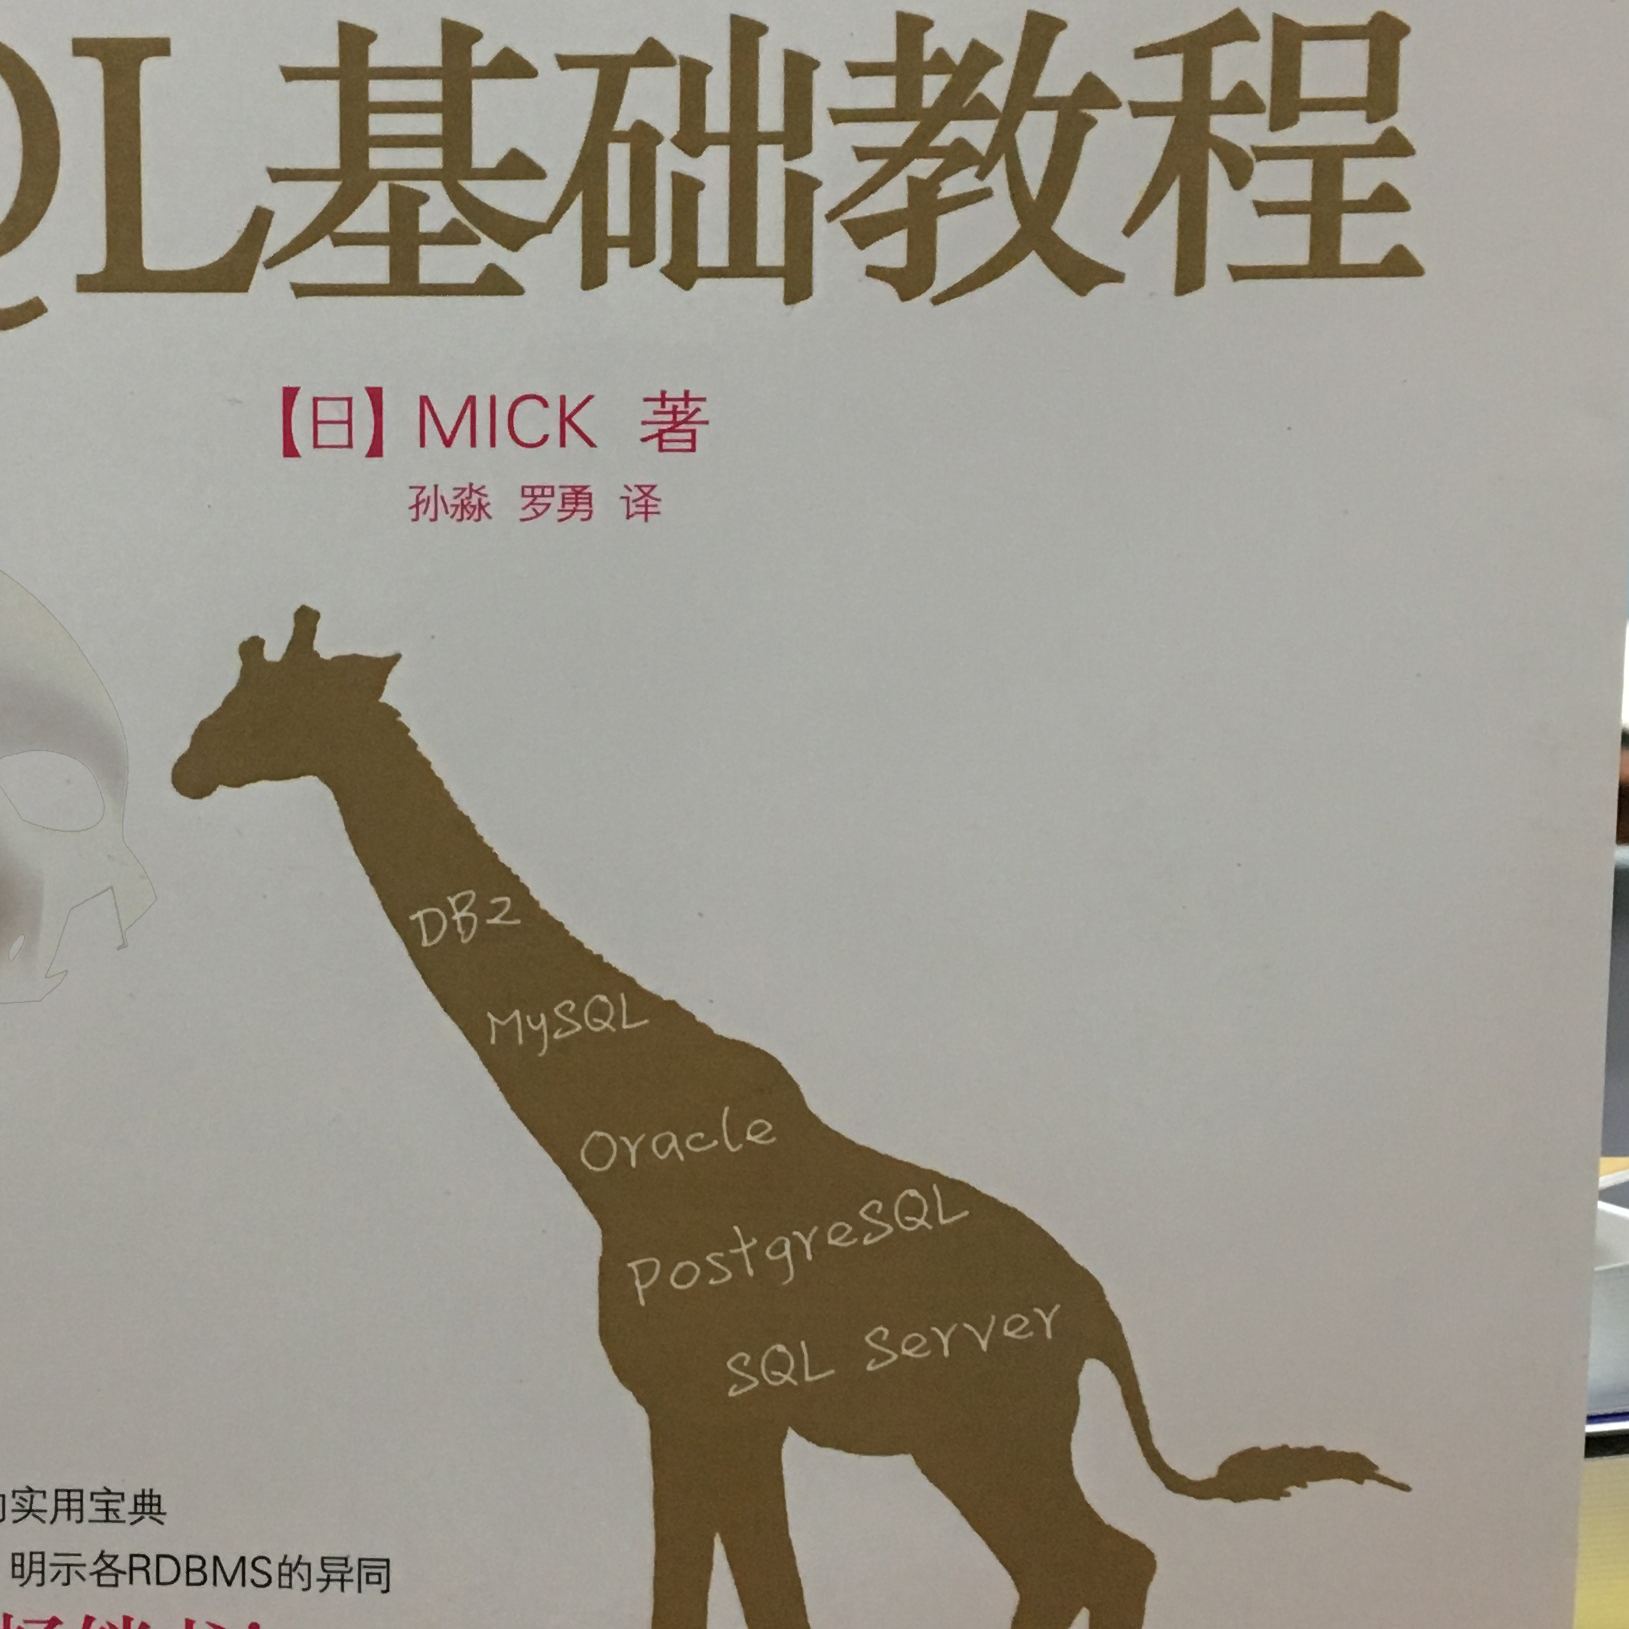 QL基础教程
【日】MICK 著
孙淼 罗勇 译
DB2
MySQL
Oracle
PostgreSQL
SQL Server
的实用宝典
明示各RDBMS的异同